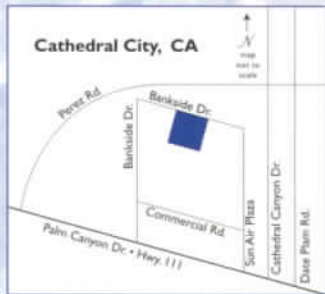 Cathedral City, CA
N
map
not to
scale
Perez Rd.
Bankside Dr.
Bankside Dr.
Commercial Rd.
Palm Canyon Dr. • Hwy. 111
Sun Air Plaza
Cathedral Canyon Dr.
Date Plam Rd.